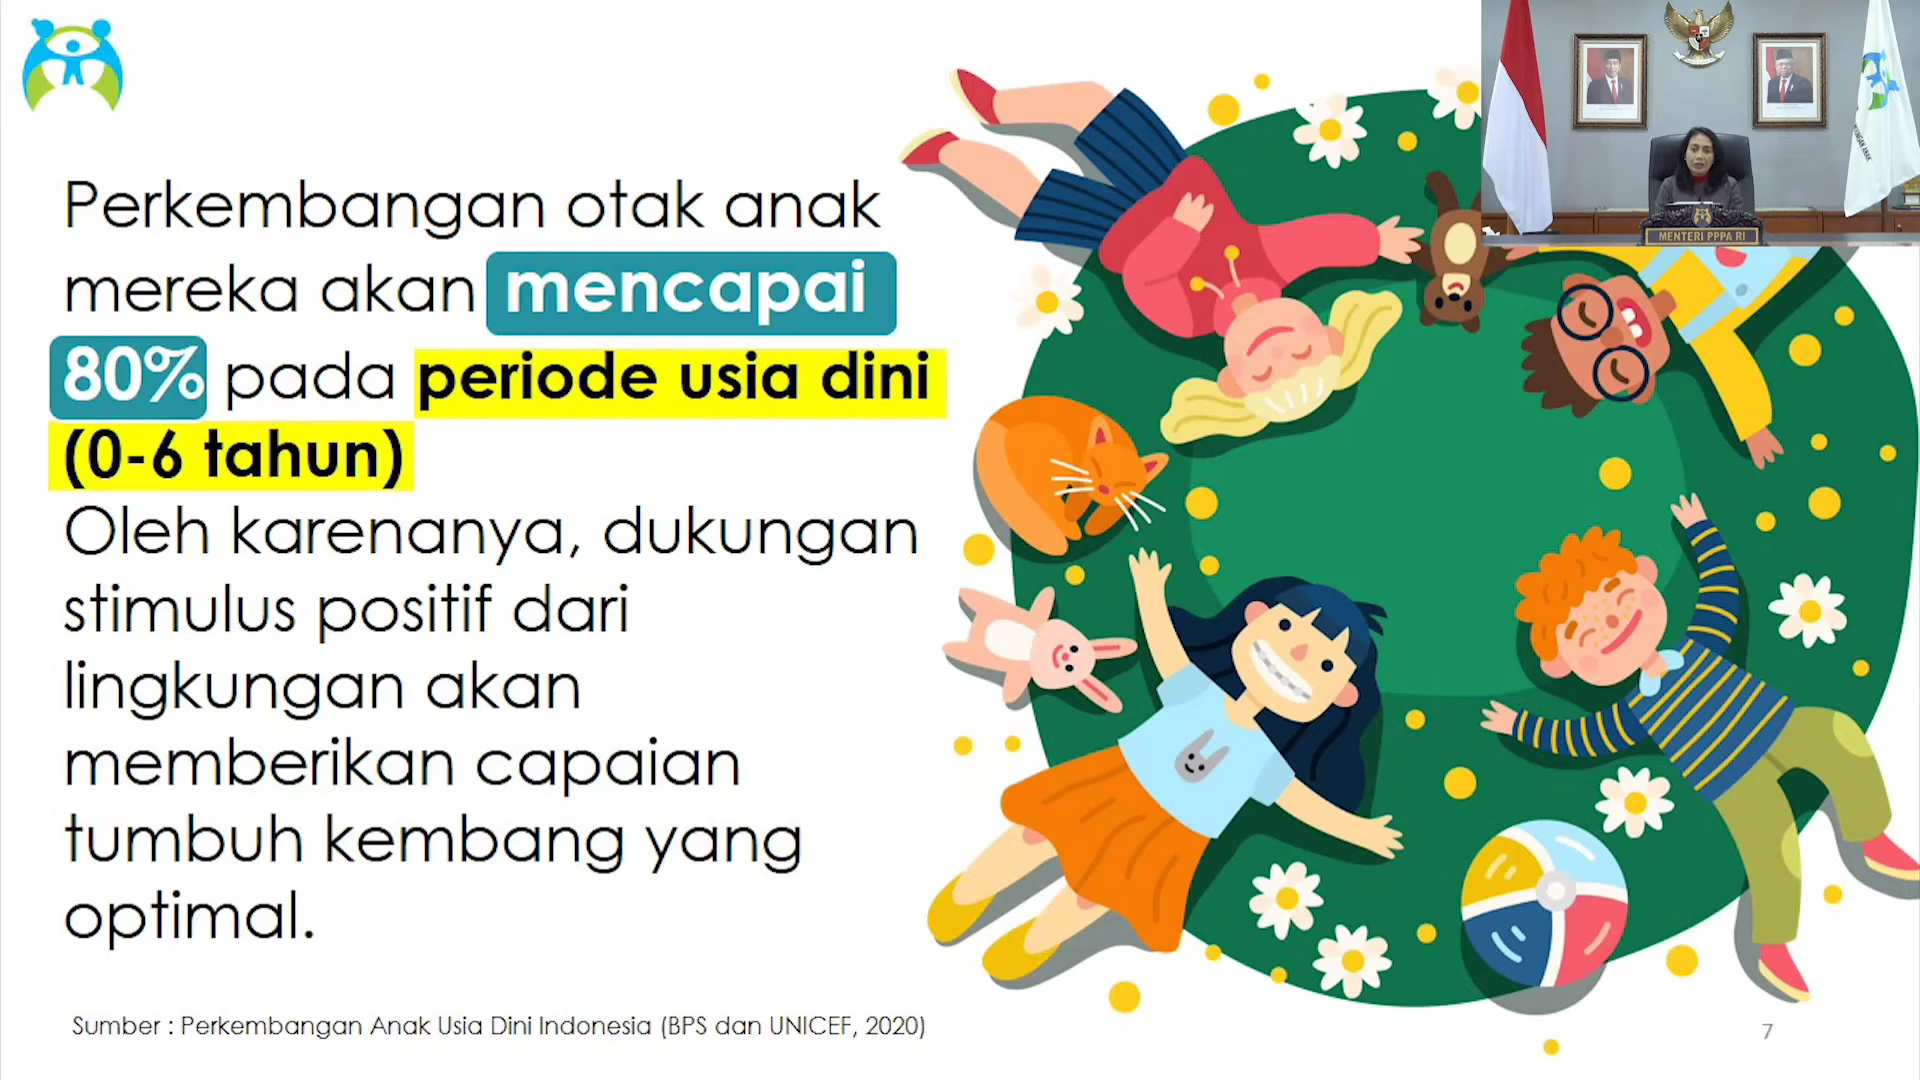 Perkembangan otak anak
mereka akan mencapai
80% pada periode usia dini
(0-6 tahun)
Oleh karenanya, dukungan
stimulus positif dari
lingkungan akan
memberikan capaian
tumbuh kembang yang
optimal.
Sumber : Perkembangan Anak Usia Dini Indonesia (BPS dan UNICEF, 2020)
7
MENTERI PPPA RI